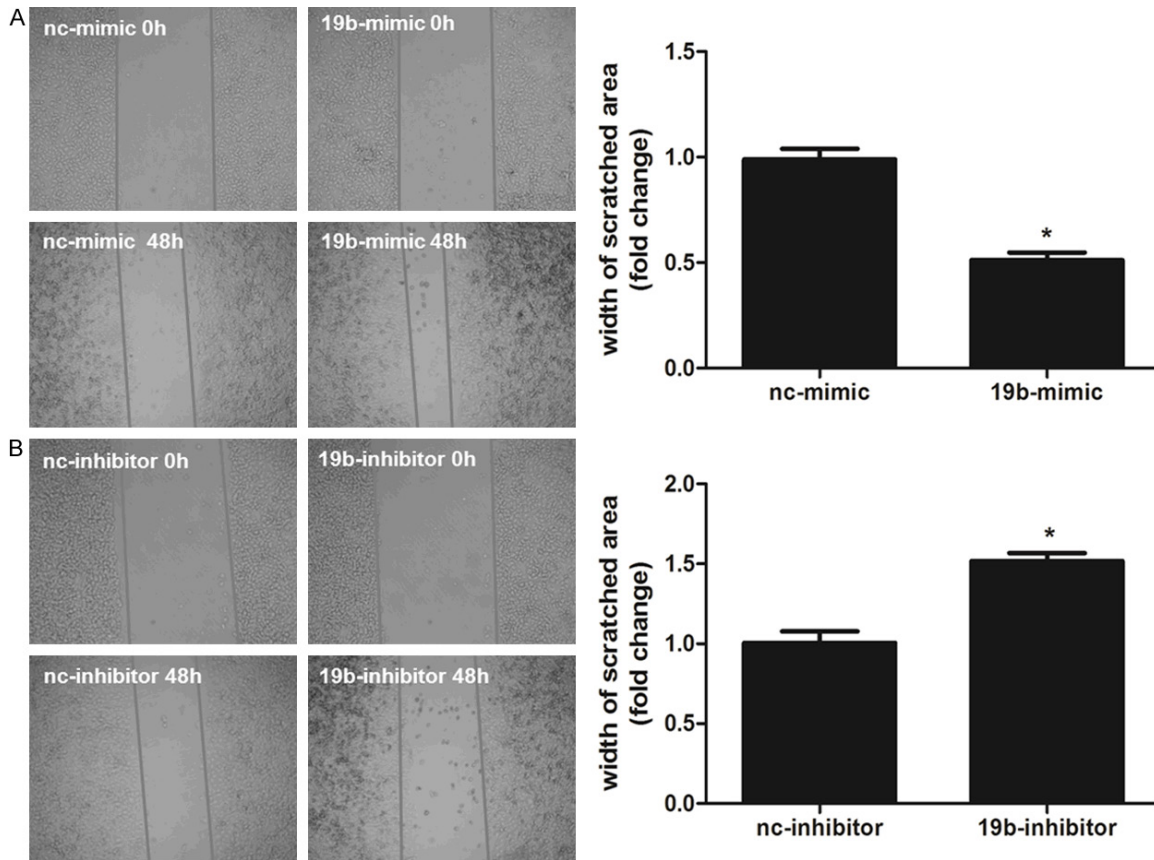 A
nc-mimic 0h
19b-mimic 0h
nc-mimic 48h
19b-mimic 48h
width of scratched area
(fold change)
1.5
1.0
0.5
0.0
*
nc-mimic
19b-mimic
B
nc-inhibitor 0h
19b-inhibitor 0h
nc-inhibitor 48h
19b-inhibitor 48h
width of scratched area
(fold change)
2.0
1.5
1.0
0.5
0.0
*
nc-inhibitor
19b-inhibitor